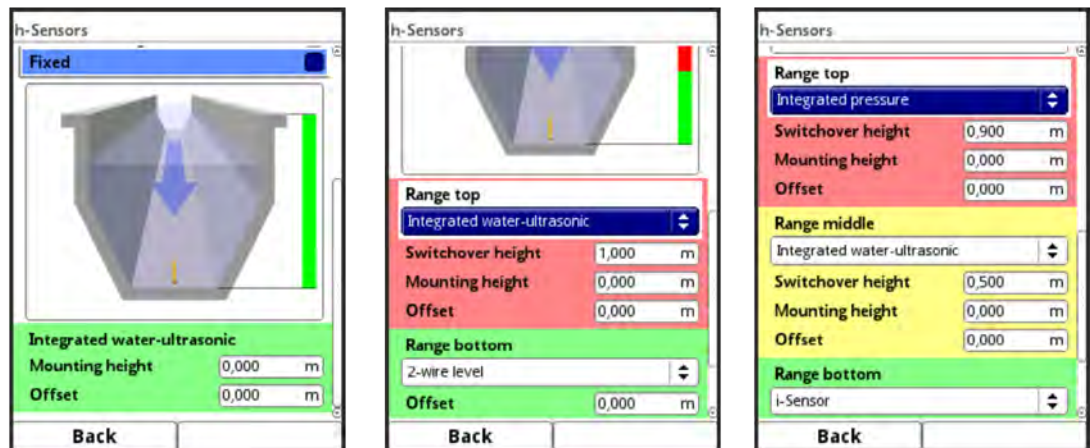 h-Sensors
Fixed
Integrated water-ultrasonic
Mounting height 0,000 m
Offset 0,000 m
Back
h-Sensors
Range top
Integrated water-ultrasonic
Switchover height 1,000 m
Mounting height 0,000 m
Offset 0,000 m
Range bottom
2-wire level
Offset 0,000 m
Back
h-Sensors
Range top
Integrated pressure
Switchover height 0,900 m
Mounting height 0,000 m
Offset 0,000 m
Range middle
Integrated water-ultrasonic
Switchover height 0,500 m
Mounting height 0,000 m
Offset 0,000 m
Range bottom
i-Sensor
Back